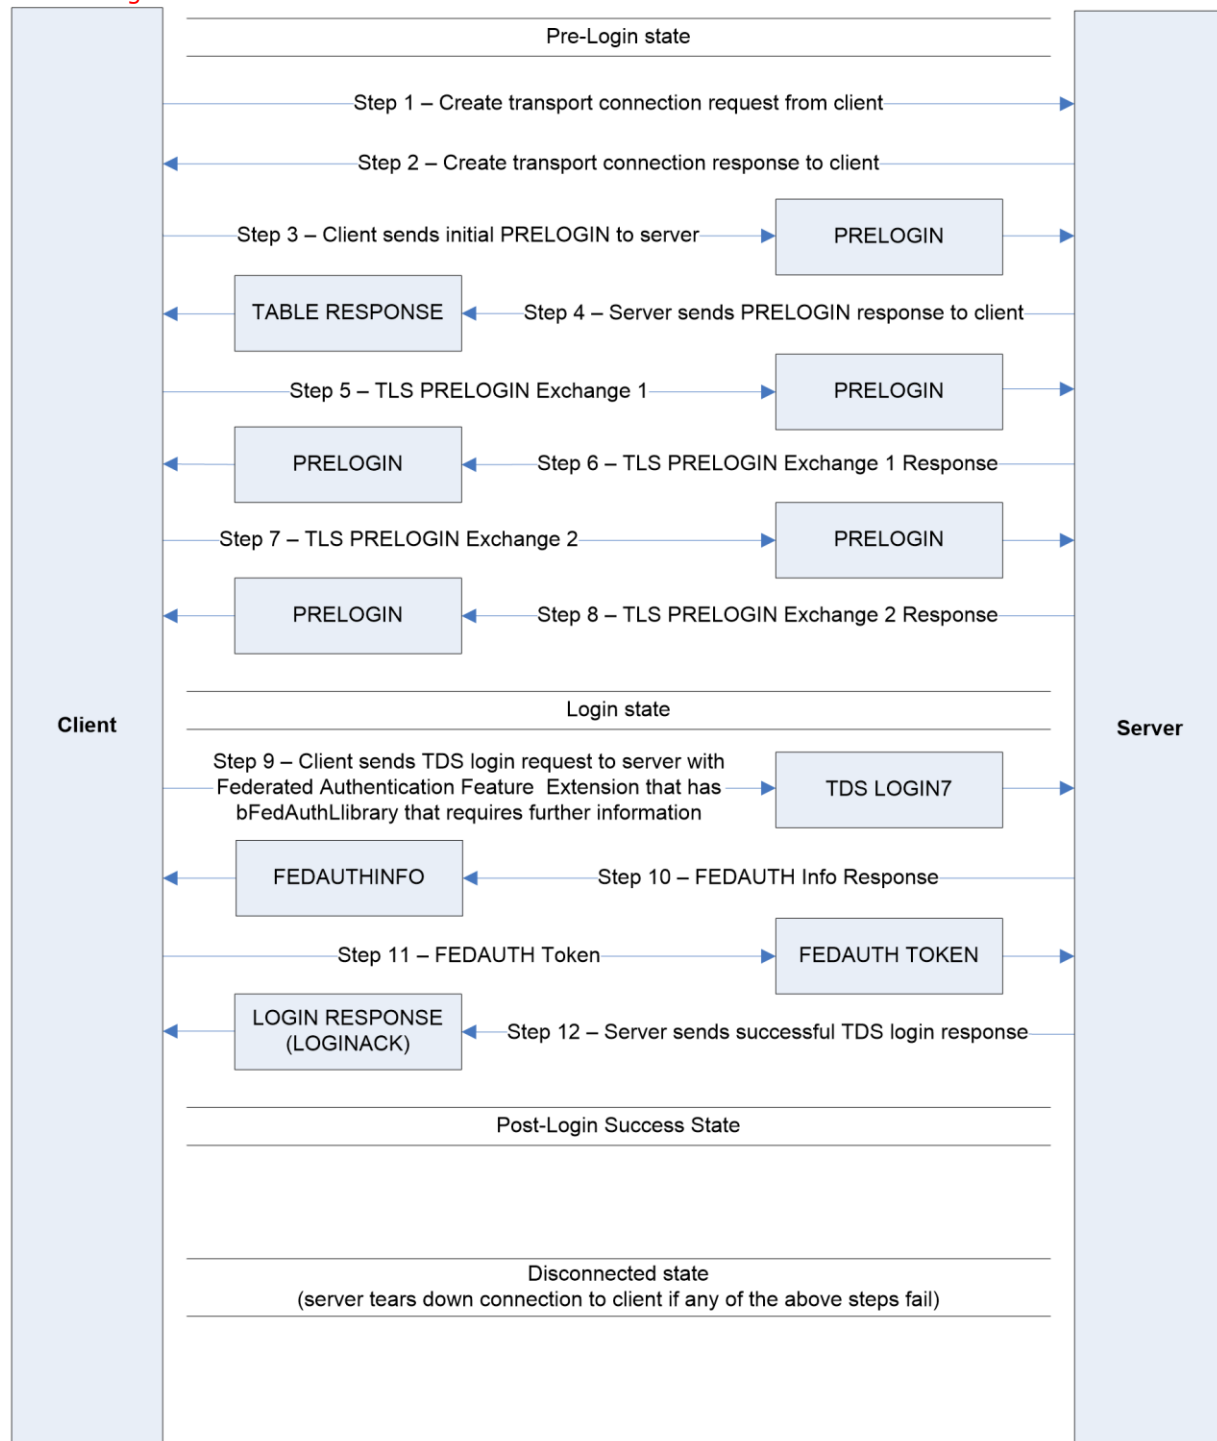 Pre-Login state
Step 1 – Create transport connection request from client
Step 2 – Create transport connection response to client
Step 3 – Client sends initial PRELOGIN to server
PRELOGIN
TABLE RESPONSE
Step 4 – Server sends PRELOGIN response to client
Step 5 – TLS PRELOGIN Exchange 1
PRELOGIN
PRELOGIN
Step 6 – TLS PRELOGIN Exchange 1 Response
Step 7 – TLS PRELOGIN Exchange 2
PRELOGIN
PRELOGIN
Step 8 – TLS PRELOGIN Exchange 2 Response
Client
Login state
Server
Step 9 – Client sends TDS login request to server with
Federated Authentication Feature Extension that has
bFedAuthLlibrary that requires further information
TDS LOGIN7
FEDAUTHINFO
Step 10 – FEDAUTH Info Response
Step 11 – FEDAUTH Token
FEDAUTH TOKEN
LOGIN RESPONSE
(LOGINACK)
Step 12 – Server sends successful TDS login response
Post-Login Success State
Disconnected state
(server tears down connection to client if any of the above steps fail)